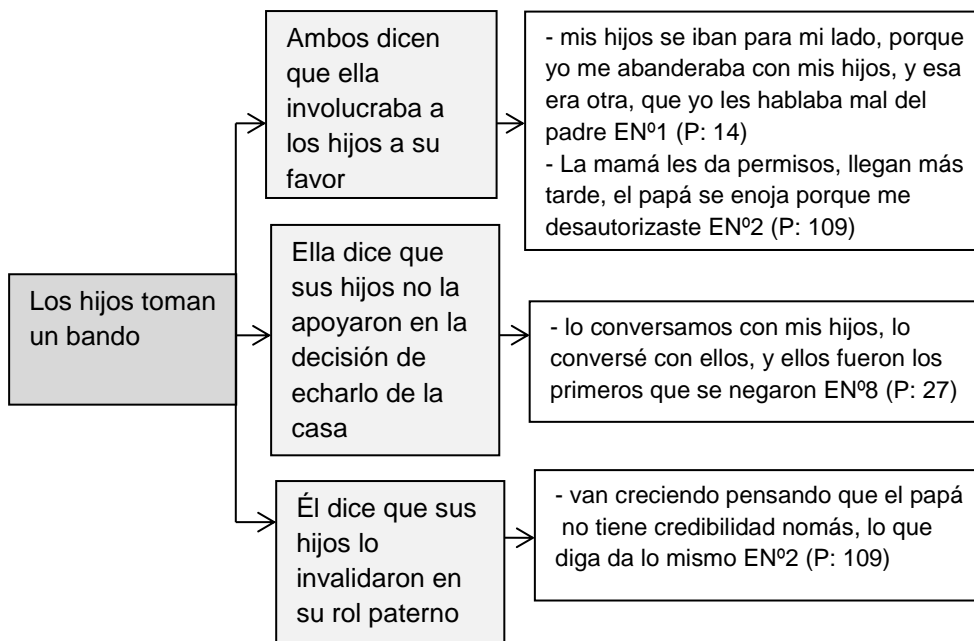 Los hijos toman
un bando
Ambos dicen
que ella
involucraba a
los hijos a su
favor
- mis hijos se iban para mi lado, porque
yo me abanderaba con mis hijos, y esa
era otra, que yo les hablaba mal del
padre ENº1 (P: 14)
- La mamá les da permisos, llegan más
tarde, el papá se enoja porque me
desautorizaste ENº2 (P: 109)
Ella dice que
sus hijos no la
apoyaron en la
decisión de
echarlo de la
casa
- lo conversamos con mis hijos, lo
conversé con ellos, y ellos fueron los
primeros que se negaron ENº8 (P: 27)
Él dice que sus
hijos lo
invalidaron en
su rol paterno
- van creciendo pensando que el papá
no tiene credibilidad nomás, lo que
diga da lo mismo ENº2 (P: 109)